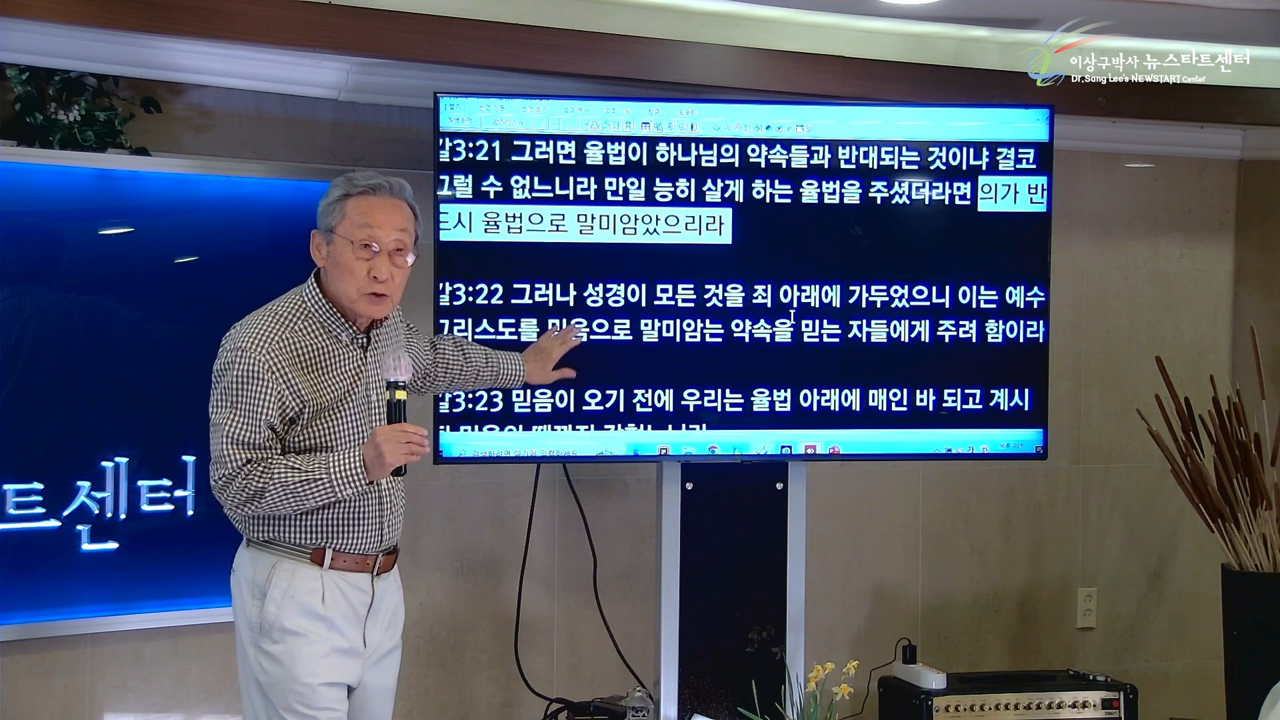 이상구박사 뉴스타트센터
Dr. Sang Lee's NEWSTART Center
갈3:21 그러면 율법이 하나님의 약속들과 반대되는 것이냐 결코
그럴 수 없느니라 만일 능히 살게 하는 율법을 주셨더라면 의가 반
드시 율법으로 말미암았으리라
갈3:22 그러나 성경이 모든 것을 죄 아래에 가두었으니 이는 예수
그리스도를 믿음으로 말미암는 약속을 믿는 자들에게 주려 함이라
갈3:23 믿음이 오기 전에 우리는 율법 아래에 매인 바 되고 계시
트센터